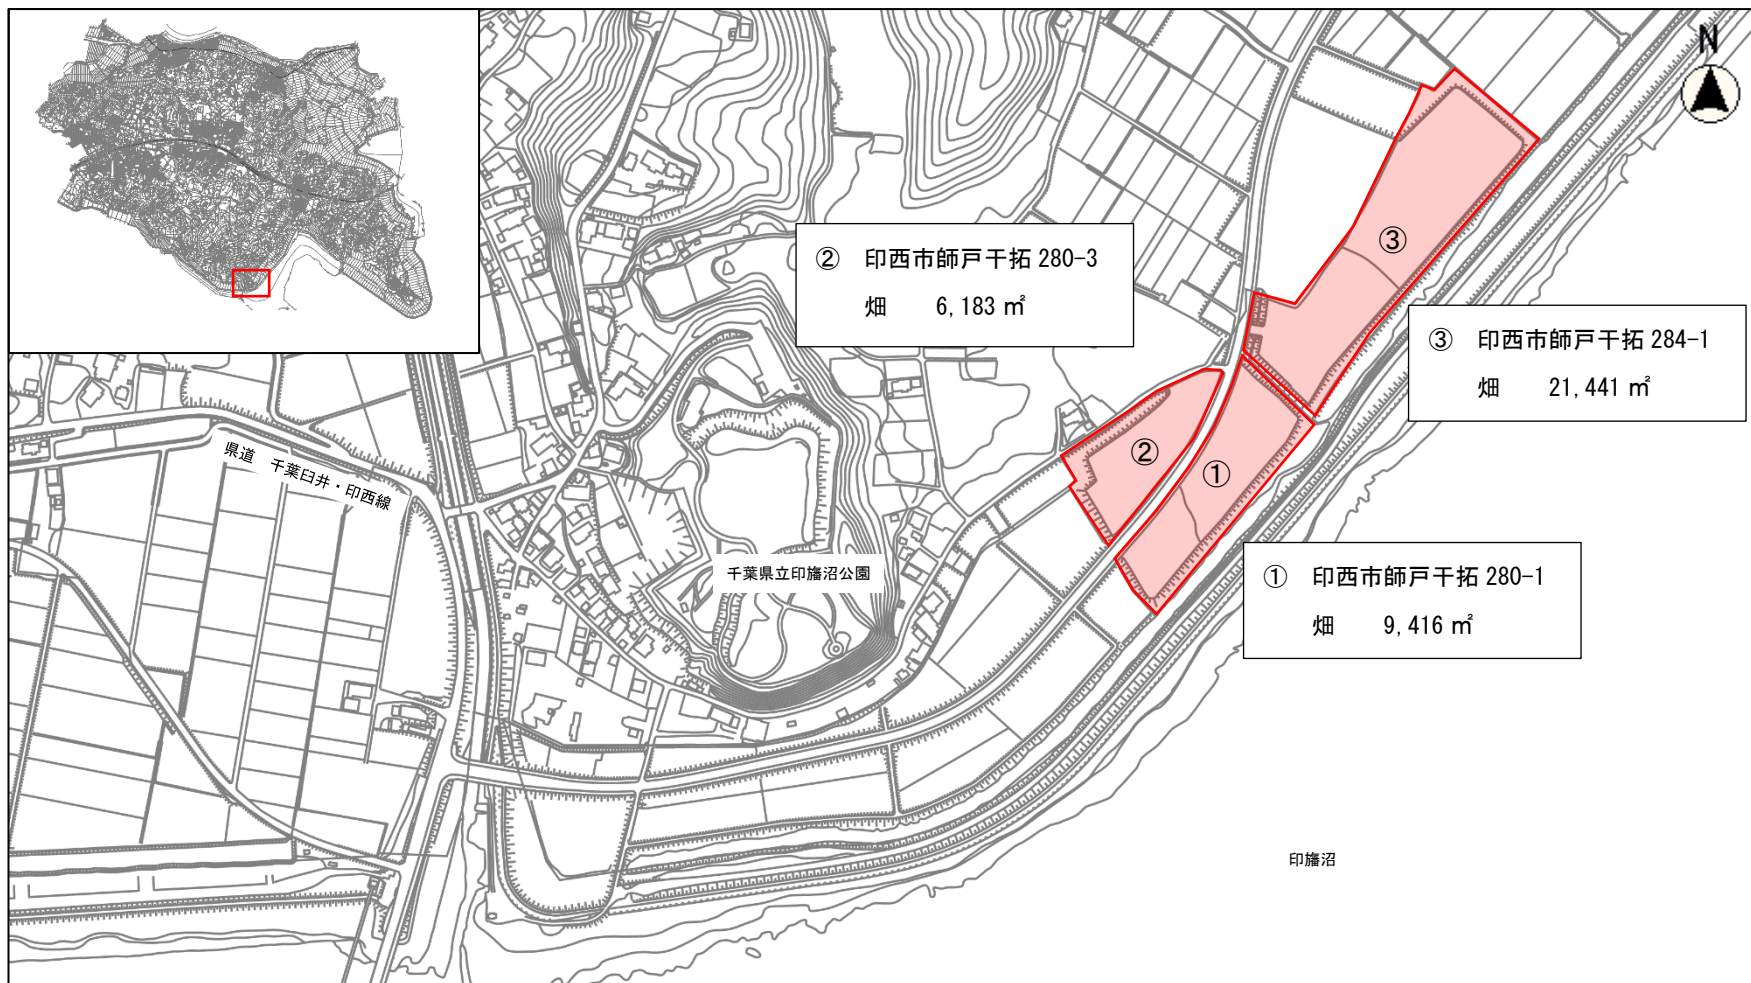 N
② 印西市師戸干拓 280-3
畑 6,183 ㎡
③
③ 印西市師戸干拓 284-1
畑 21,441 ㎡
②
①
県道 千葉臼井・印西線
千葉県立印旛沼公園
① 印西市師戸干拓 280-1
畑 9,416 ㎡
印旛沼